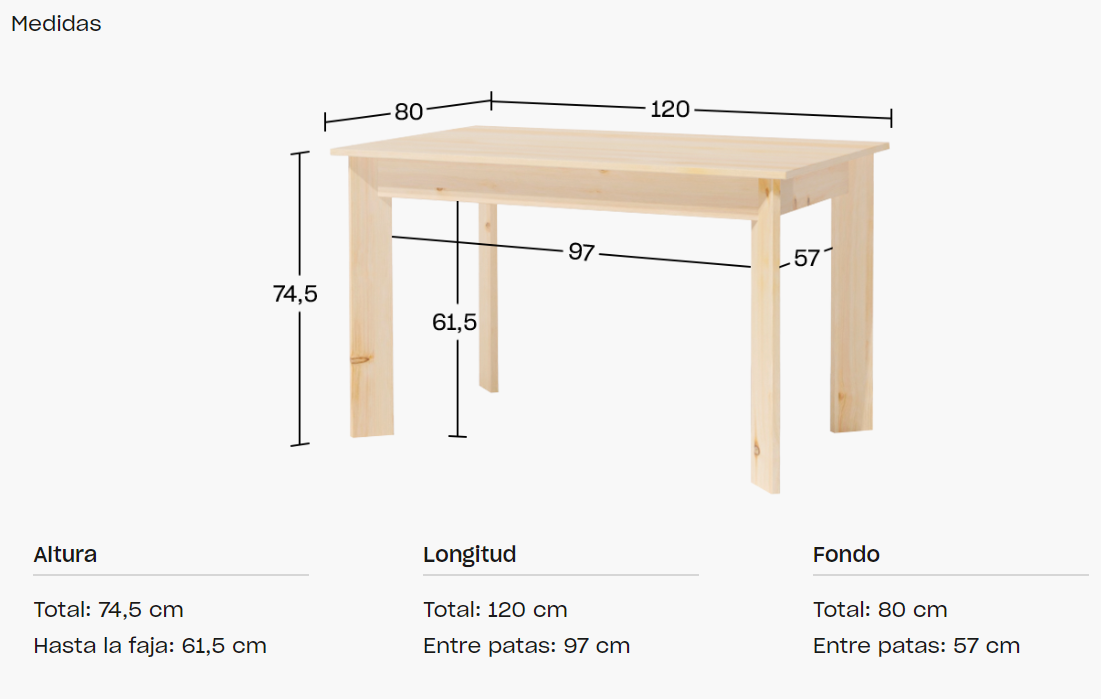 Medidas
80
120
97
57
74,5
61,5
Altura
Longitud
Fondo
Total: 74,5 cm
Total: 120 cm
Total: 80 cm
Hasta la faja: 61,5 cm
Entre patas: 97 cm
Entre patas: 57 cm